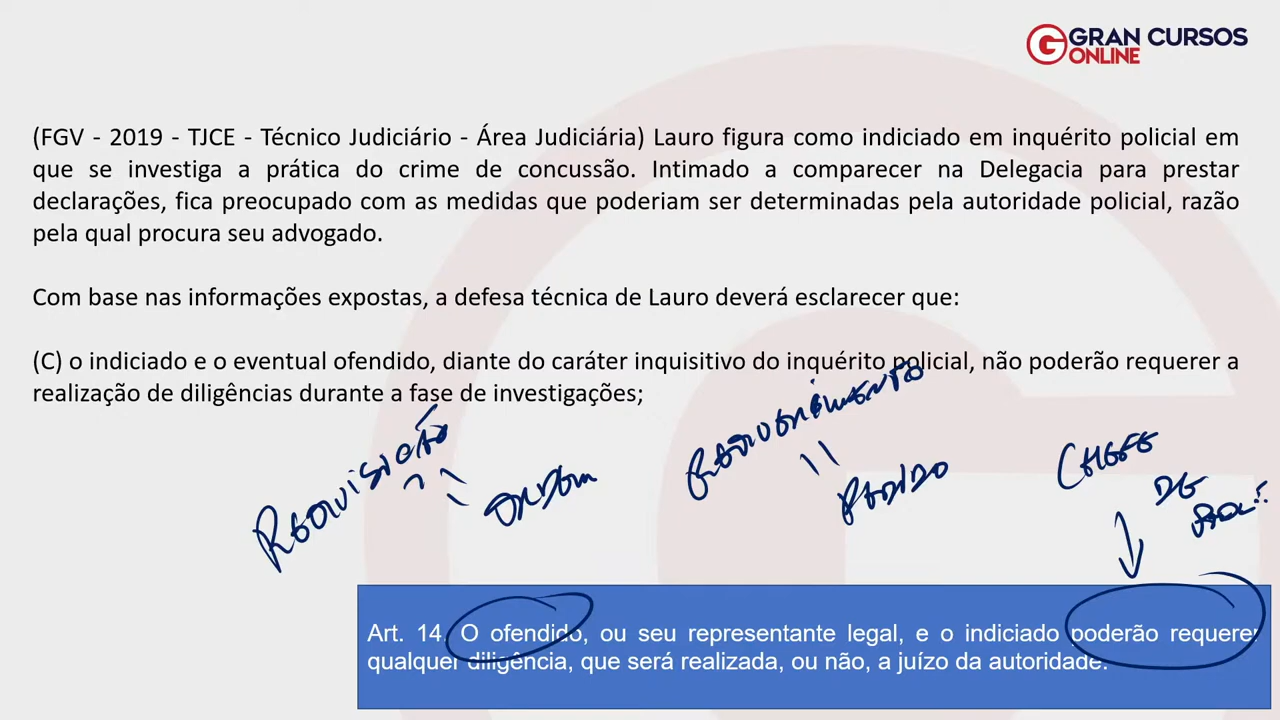 GRAN CURSOS
ONLINE
(FGV - 2019 - TJCE - Técnico Judiciário - Área Judiciária) Lauro figura como indiciado em inquérito policial em
que se investiga a prática do crime de concussão. Intimado a comparecer na Delegacia para prestar
declarações, fica preocupado com as medidas que poderiam ser determinadas pela autoridade policial, razão
pela qual procura seu advogado.
Com base nas informações expostas, a defesa técnica de Lauro deverá esclarecer que:
(C) o indiciado e o eventual ofendido, diante do caráter inquisitivo do inquérito policial, não poderão requerer a
realização de diligências durante a fase de investigações;
REQUISIÇÃO
ORDEM
REQUERIMENTO
PEDIDO
CHEFE
DE
Art. 14. O ofendido, ou seu representante legal, e o indiciado poderão requerer
qualquer diligência, que será realizada, ou não, a juízo da autoridade.